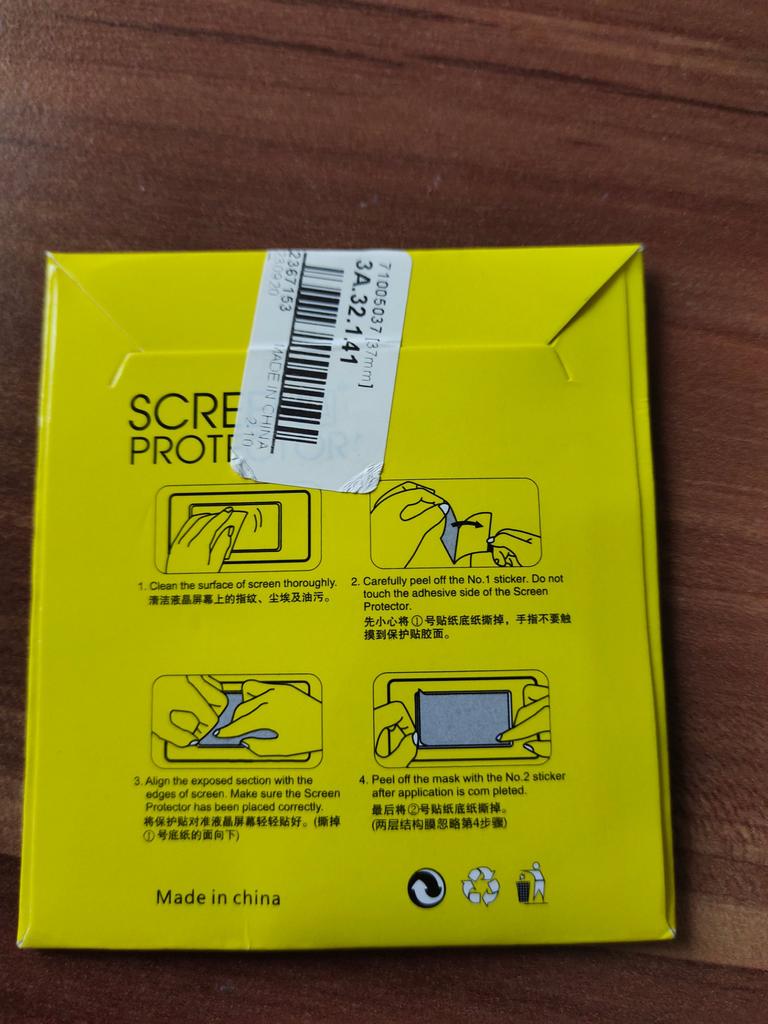 71005037 [37mm]
3A.32.1.41
2367153
230920
MADE IN CHINA
2.10
SCREEN
PROTECTOR
1. Clean the surface of screen thoroughly.
清洁液晶屏幕上的指纹、尘埃及油污。
2. Carefully peel off the No.1 sticker. Do not
touch the adhesive side of the Screen
Protector.
先小心将①号贴纸底纸撕掉，手指不要触
摸到保护贴胶面。
3. Align the exposed section with the
edges of screen. Make sure the Screen
Protector has been placed correctly.
将保护贴对准液晶屏幕轻轻贴好。(撕掉
①号底纸的面向下)
4. Peel off the mask with the No.2 sticker
after application is com pleted.
最后将②号贴纸底纸撕掉。
(两层结构膜忽略第4步骤)
Made in china